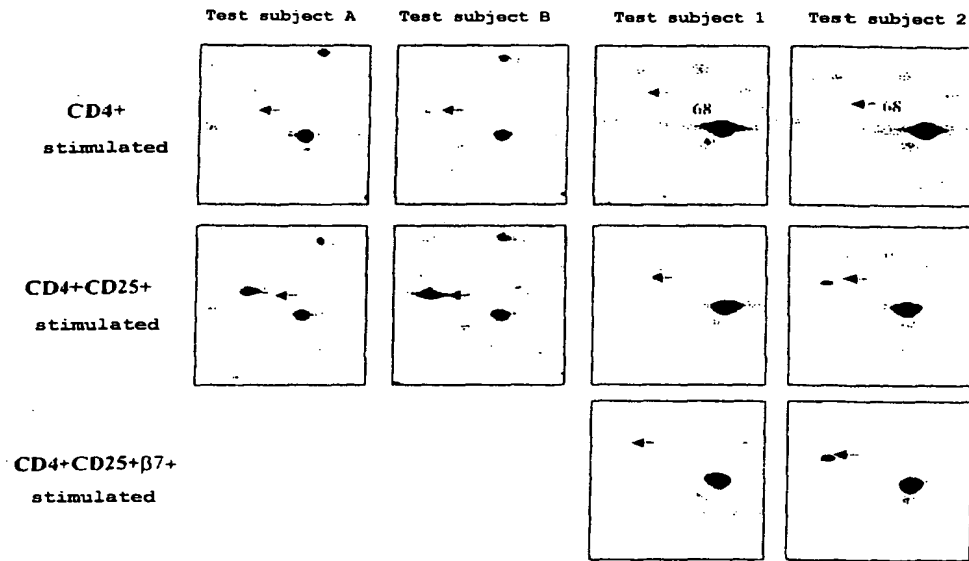 Test subject A Test subject B Test subject 1 Test subject 2
CD4+
stimulated
68
68
CD4+CD25+
stimulated
CD4+CD25+β7+
stimulated